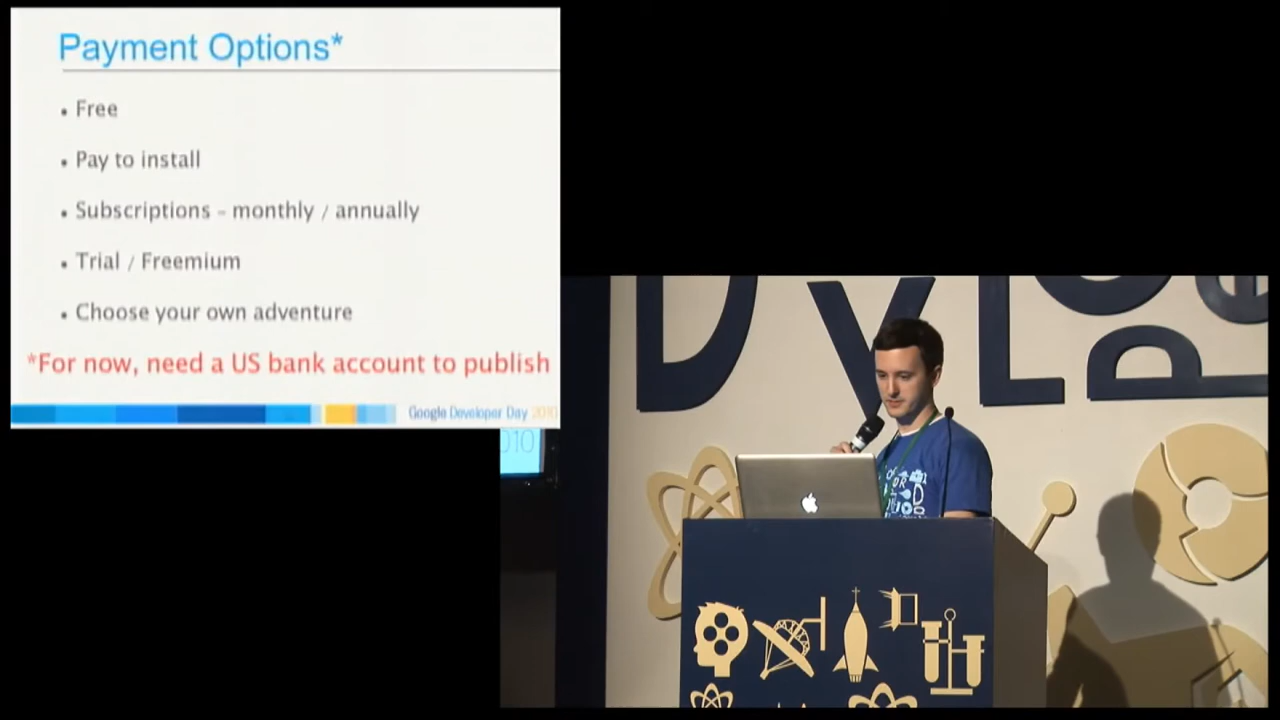 Payment Options*
• Free
• Pay to install
• Subscriptions – monthly / annually
• Trial / Freemium
• Choose your own adventure
*For now, need a US bank account to publish
Google Developer Day 2010
010